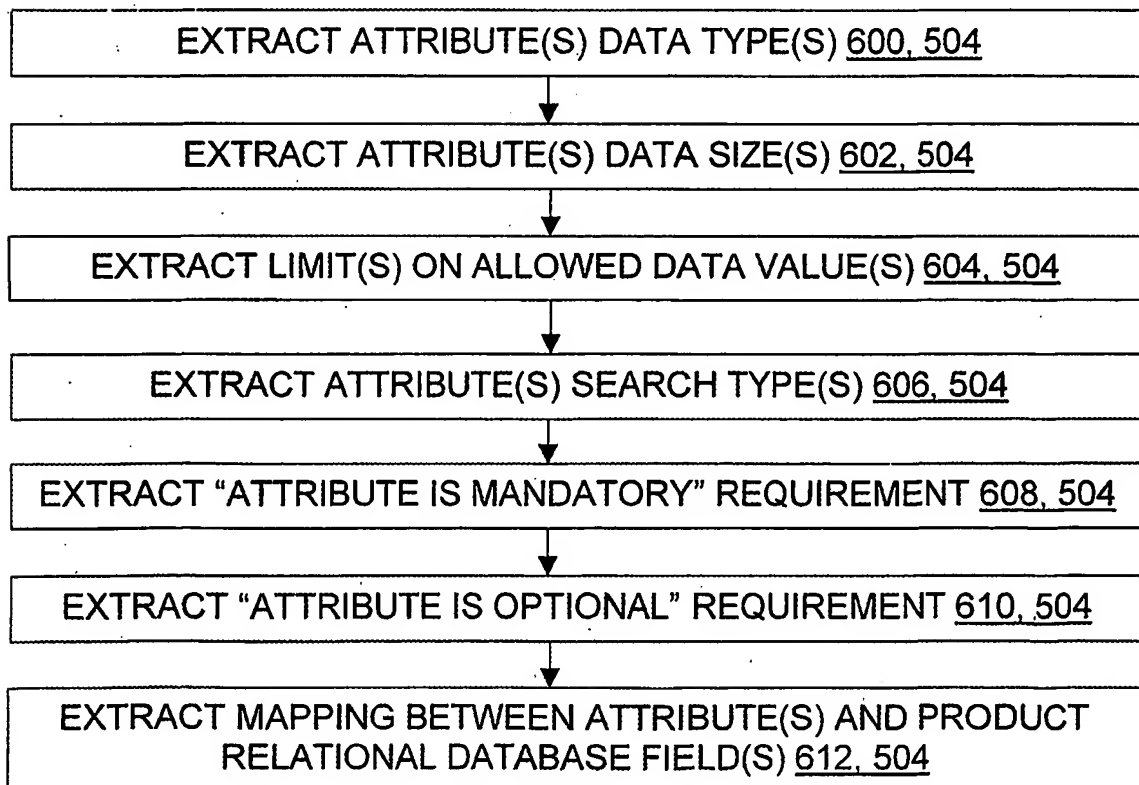 EXTRACT ATTRIBUTE(S) DATA TYPE(S) 600, 504
EXTRACT ATTRIBUTE(S) DATA SIZE(S) 602, 504
EXTRACT LIMIT(S) ON ALLOWED DATA VALUE(S) 604, 504
EXTRACT ATTRIBUTE(S) SEARCH TYPE(S) 606, 504
EXTRACT “ATTRIBUTE IS MANDATORY” REQUIREMENT 608, 504
EXTRACT “ATTRIBUTE IS OPTIONAL” REQUIREMENT 610, 504
EXTRACT MAPPING BETWEEN ATTRIBUTE(S) AND PRODUCT
RELATIONAL DATABASE FIELD(S) 612, 504